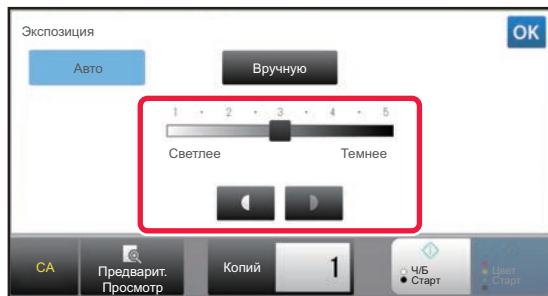 Экспозиция
OK
Авто
Вручную
1 · 2 · 3 · 4 · 5
Светлее
Темнее
CA
Предварит.
Просмотр
Копий
1
Ч/Б
Старт
Цвет
Старт